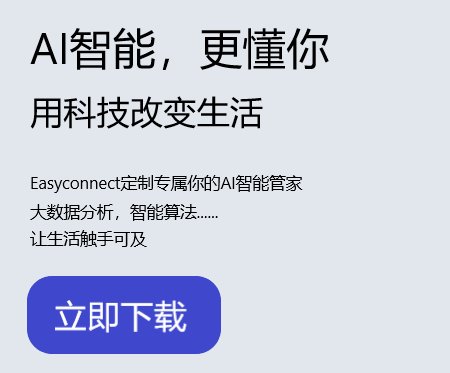 AI智能，更懂你
用科技改变生活
Easyconnect定制专属你的AI智能管家
大数据分析，智能算法......
让生活触手可及
立即下载